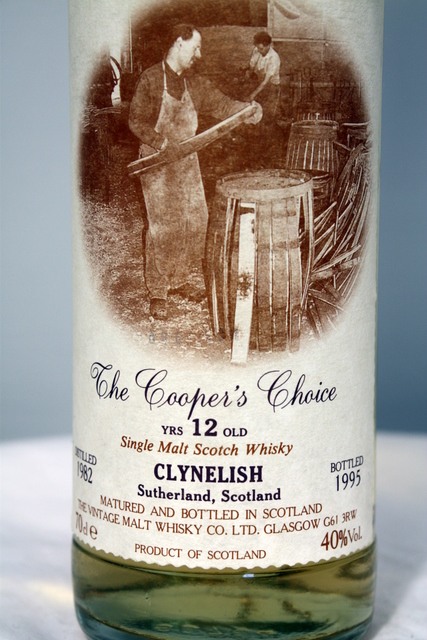 The Cooper's Choice
YRS 12 OLD
Single Malt Scotch Whisky
DISTILLED
1982
CLYNELISH
Sutherland, Scotland
BOTTLED
1995
MATURED AND BOTTLED IN SCOTLAND
THE VINTAGE MALT WHISKY CO. LTD. GLASGOW G61 3RW
70cl e
40%Vol.
PRODUCT OF SCOTLAND